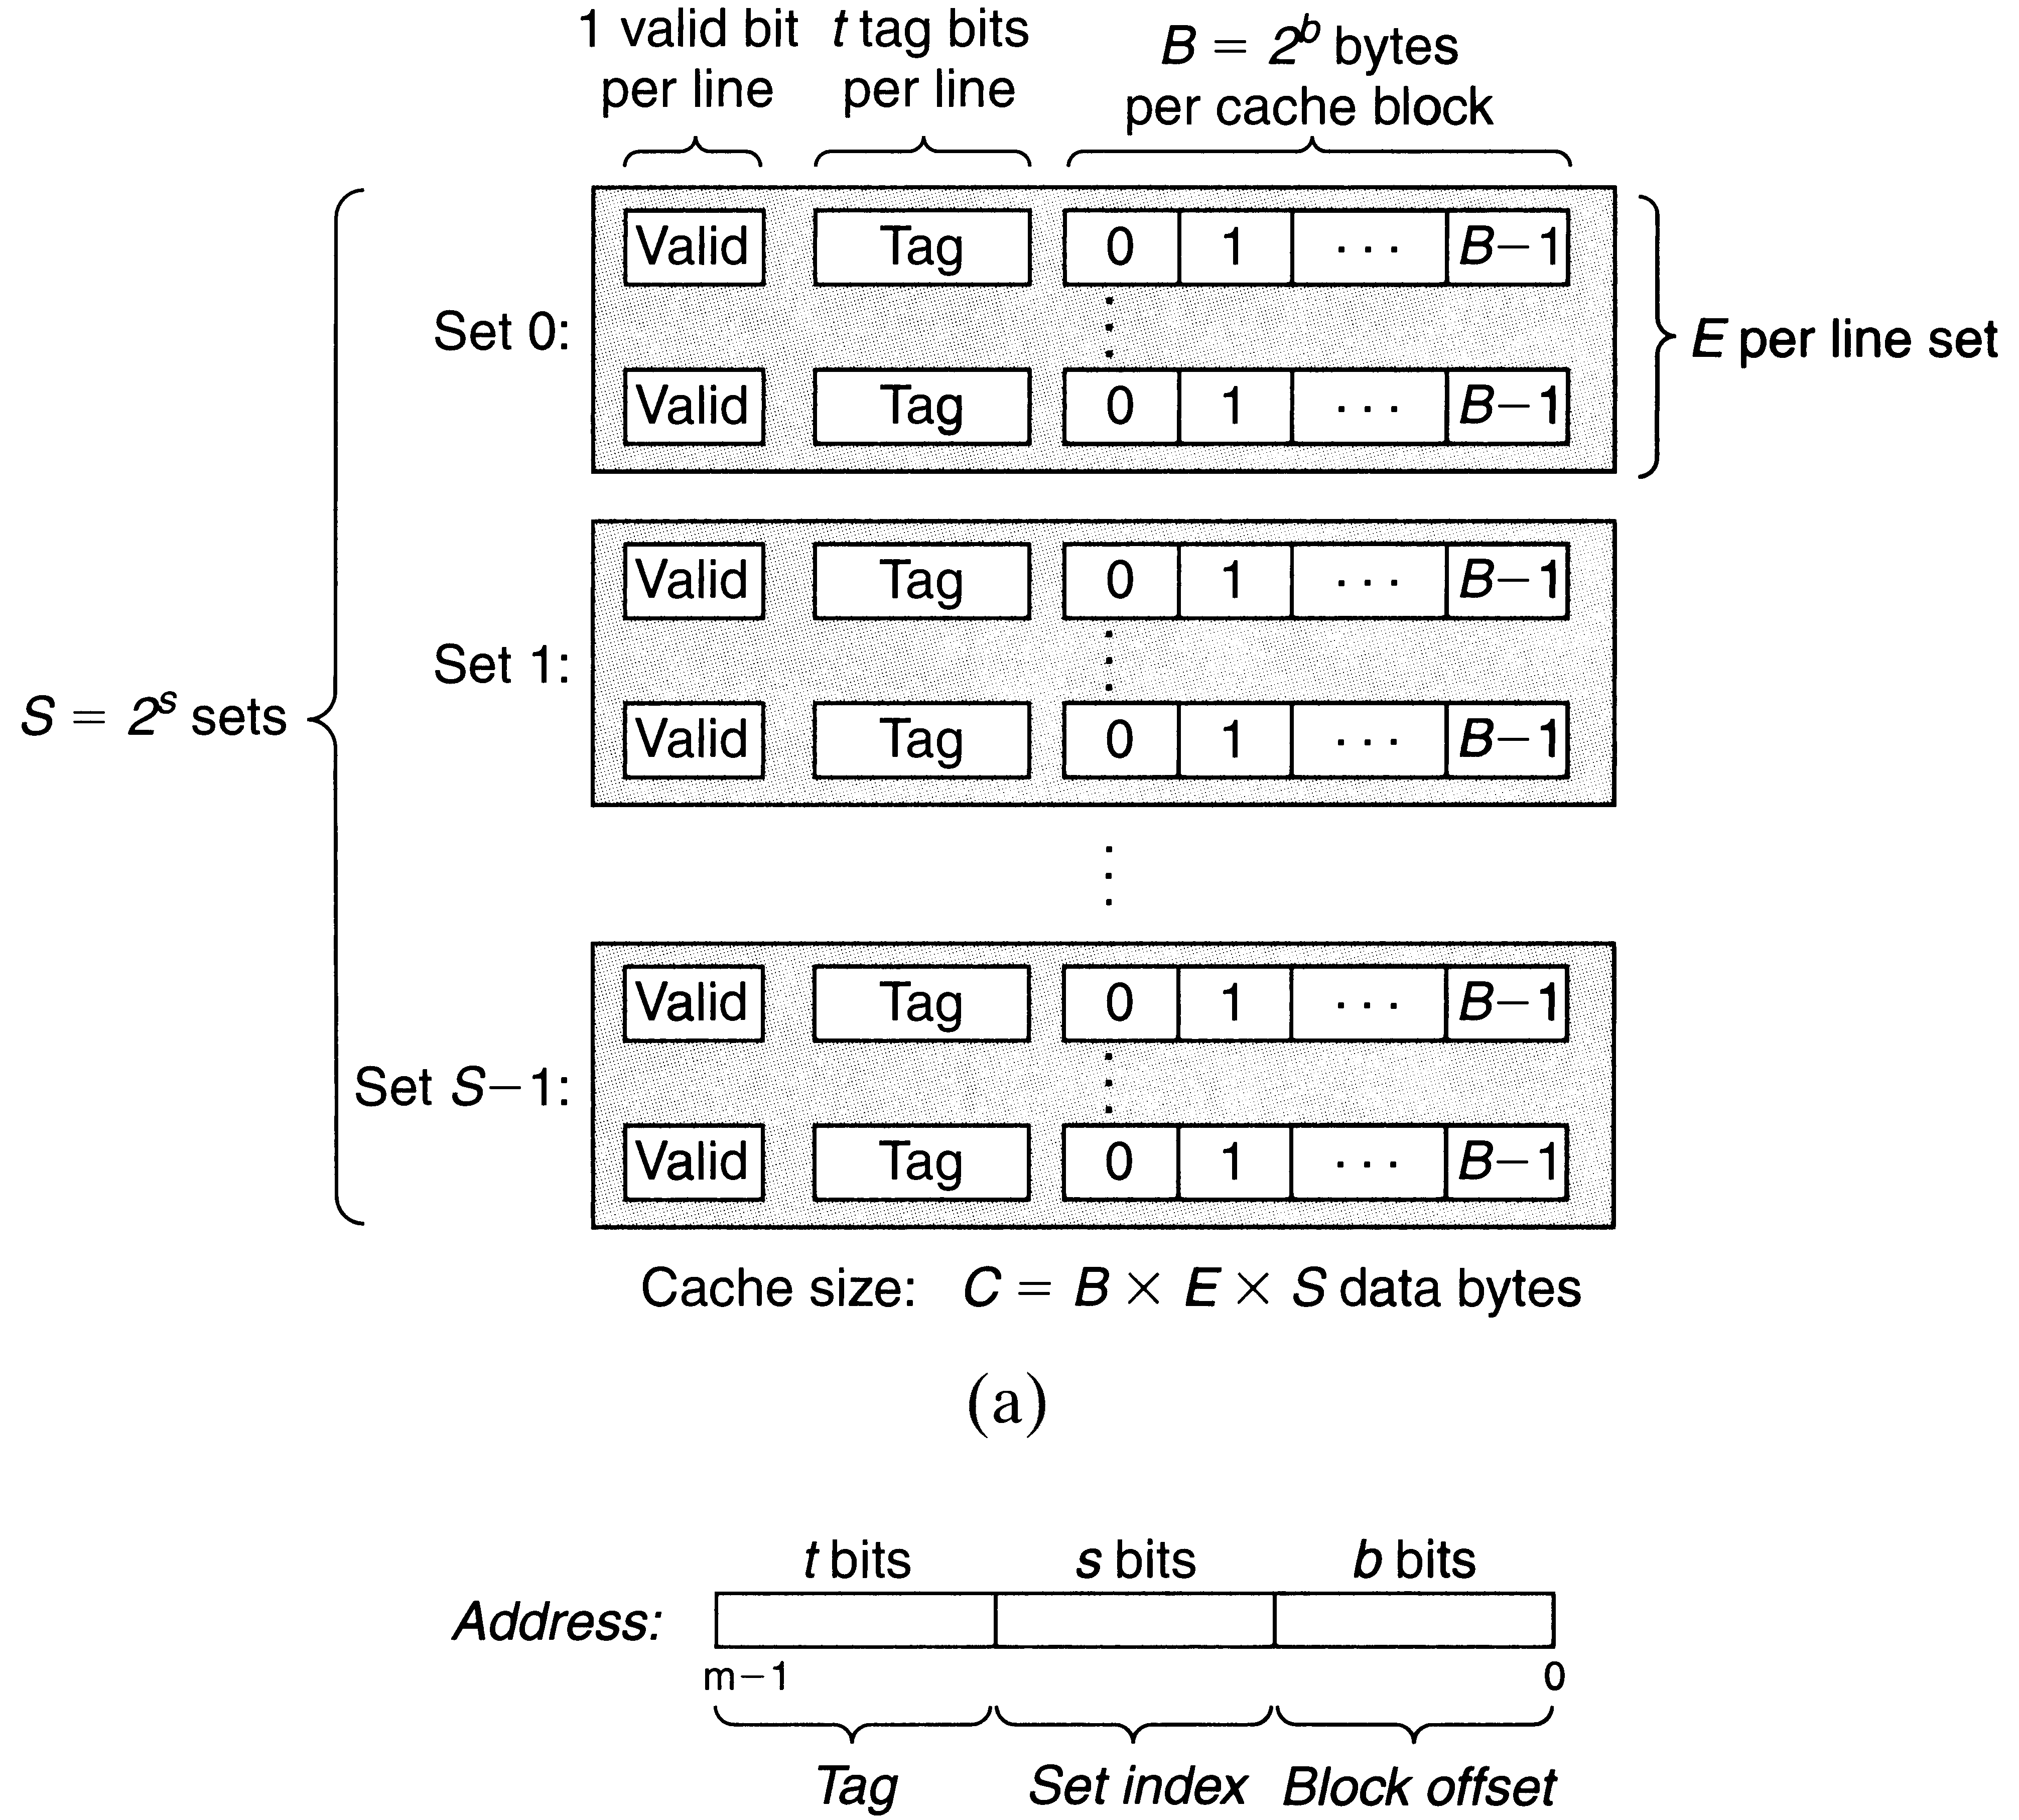 1 valid bit per line
t tag bits per line
B = 2^b bytes per cache block
Valid Tag 0 1 ··· B−1
Set 0:
E per line set
Valid Tag 0 1 ··· B−1
Valid Tag 0 1 ··· B−1
Set 1:
Valid Tag 0 1 ··· B−1
S = 2^s sets
Valid Tag 0 1 ··· B−1
Set S−1:
Valid Tag 0 1 ··· B−1
Cache size: C = B × E × S data bytes
(a)
t bits s bits b bits
Address:
m−1 0
Tag Set index Block offset